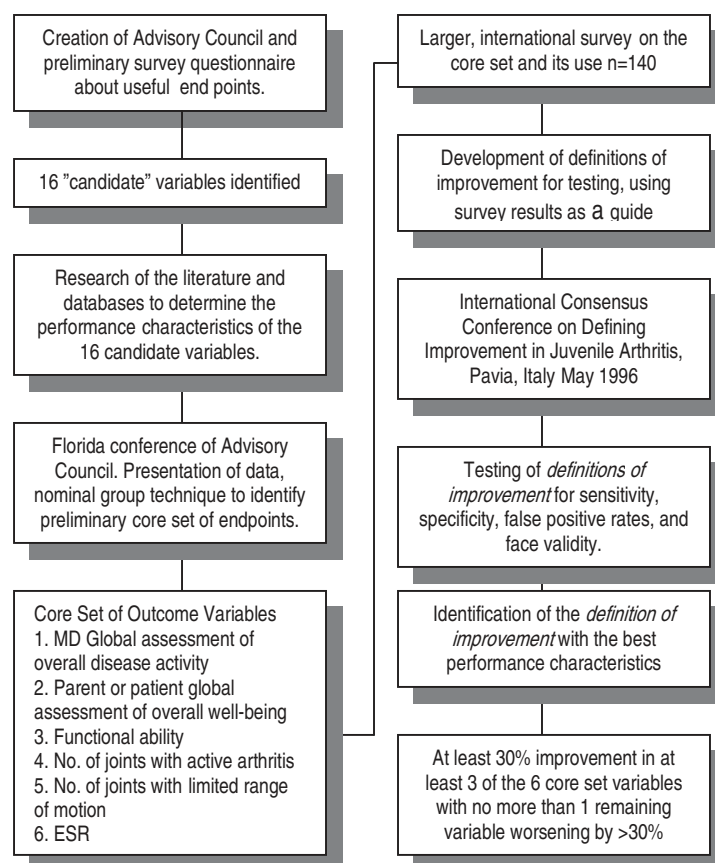 Creation of Advisory Council and
preliminary survey questionnaire
about useful end points.
16 "candidate" variables identified
Research of the literature and
databases to determine the
performance characteristics of the
16 candidate variables.
Florida conference of Advisory
Council. Presentation of data,
nominal group technique to identify
preliminary core set of endpoints.
Core Set of Outcome Variables
1. MD Global assessment of
overall disease activity
2. Parent or patient global
assessment of overall well-being
3. Functional ability
4. No. of joints with active arthritis
5. No. of joints with limited range
of motion
6. ESR
Larger, international survey on the
core set and its use n=140
Development of definitions of
improvement for testing, using
survey results as a guide
International Consensus
Conference on Defining
Improvement in Juvenile Arthritis,
Pavia, Italy May 1996
Testing of definitions of
improvement for sensitivity,
specificity, false positive rates, and
face validity.
Identification of the definition of
improvement with the best
performance characteristics
At least 30% improvement in at
least 3 of the 6 core set variables
with no more than 1 remaining
variable worsening by >30%